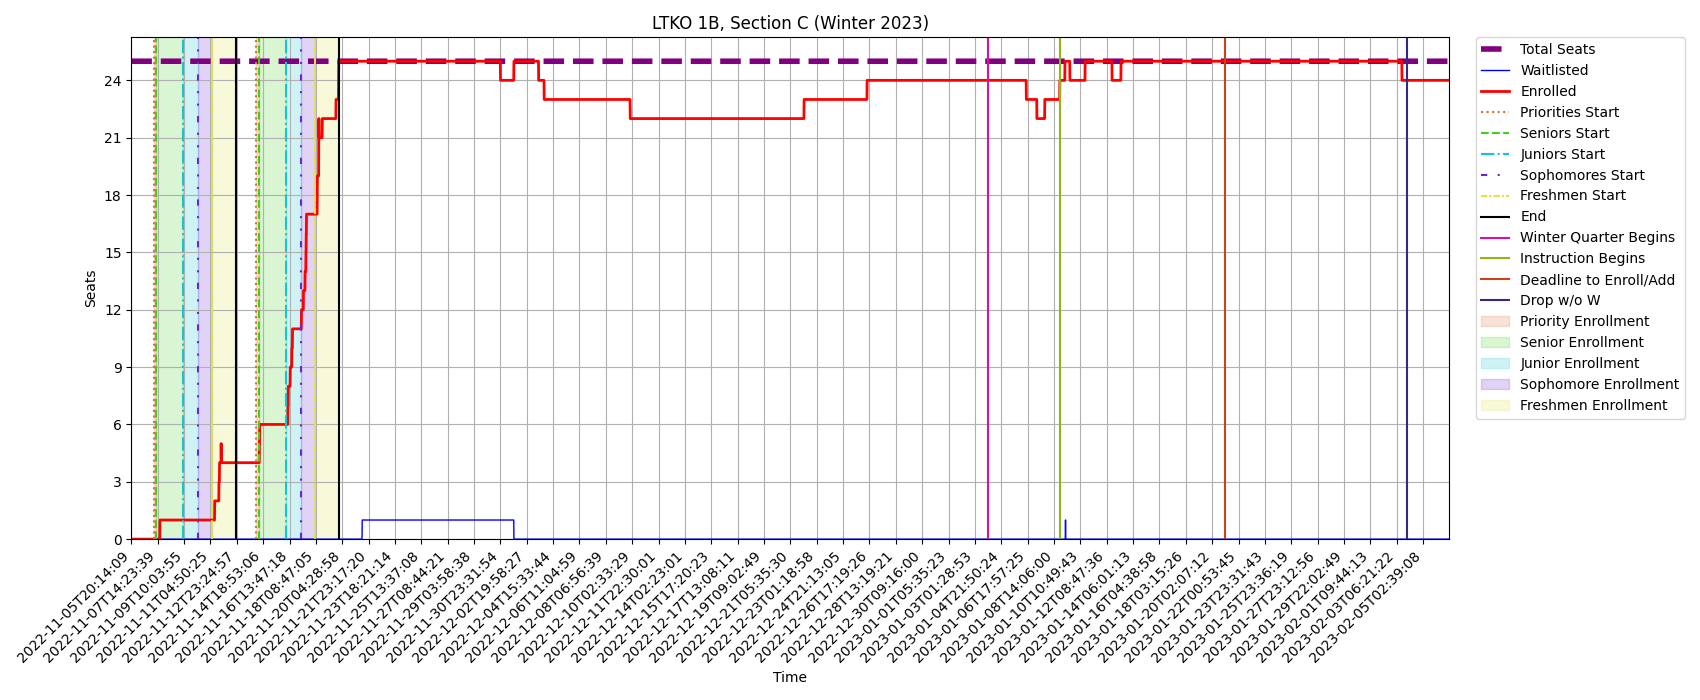 LTKO 1B, Section C (Winter 2023)
Seats
24
21
18
15
12
9
6
3
0
2022-11-05T20:14:09
2022-11-07T14:23:39
2022-11-09T10:03:55
2022-11-11T04:50:25
2022-11-12T23:24:57
2022-11-14T18:53:06
2022-11-16T13:47:18
2022-11-18T08:47:05
2022-11-20T04:28:58
2022-11-21T23:17:20
2022-11-23T18:21:14
2022-11-25T13:37:08
2022-11-27T08:44:21
2022-11-29T03:58:38
2022-11-30T23:31:54
2022-12-02T19:58:27
2022-12-04T15:33:44
2022-12-06T11:04:59
2022-12-08T06:56:39
2022-12-10T02:33:29
2022-12-11T22:30:01
2022-12-14T02:23:01
2022-12-15T17:20:23
2022-12-17T13:08:11
2022-12-19T09:02:49
2022-12-21T05:35:30
2022-12-23T01:18:58
2022-12-24T21:13:05
2022-12-26T17:19:26
2022-12-28T13:19:21
2022-12-30T09:16:00
2023-01-01T05:35:23
2023-01-03T01:28:53
2023-01-04T21:50:24
2023-01-06T17:57:25
2023-01-08T14:06:00
2023-01-10T10:49:43
2023-01-12T08:47:36
2023-01-14T06:01:13
2023-01-16T04:38:58
2023-01-18T03:15:26
2023-01-20T02:07:12
2023-01-22T00:53:45
2023-01-23T23:31:43
2023-01-25T23:36:19
2023-01-27T23:12:56
2023-01-29T22:02:49
2023-02-01T09:44:13
2023-02-03T06:21:22
2023-02-05T02:39:08
Time
Total Seats
Waitlisted
Enrolled
Priorities Start
Seniors Start
Juniors Start
Sophomores Start
Freshmen Start
End
Winter Quarter Begins
Instruction Begins
Deadline to Enroll/Add
Drop w/o W
Priority Enrollment
Senior Enrollment
Junior Enrollment
Sophomore Enrollment
Freshmen Enrollment